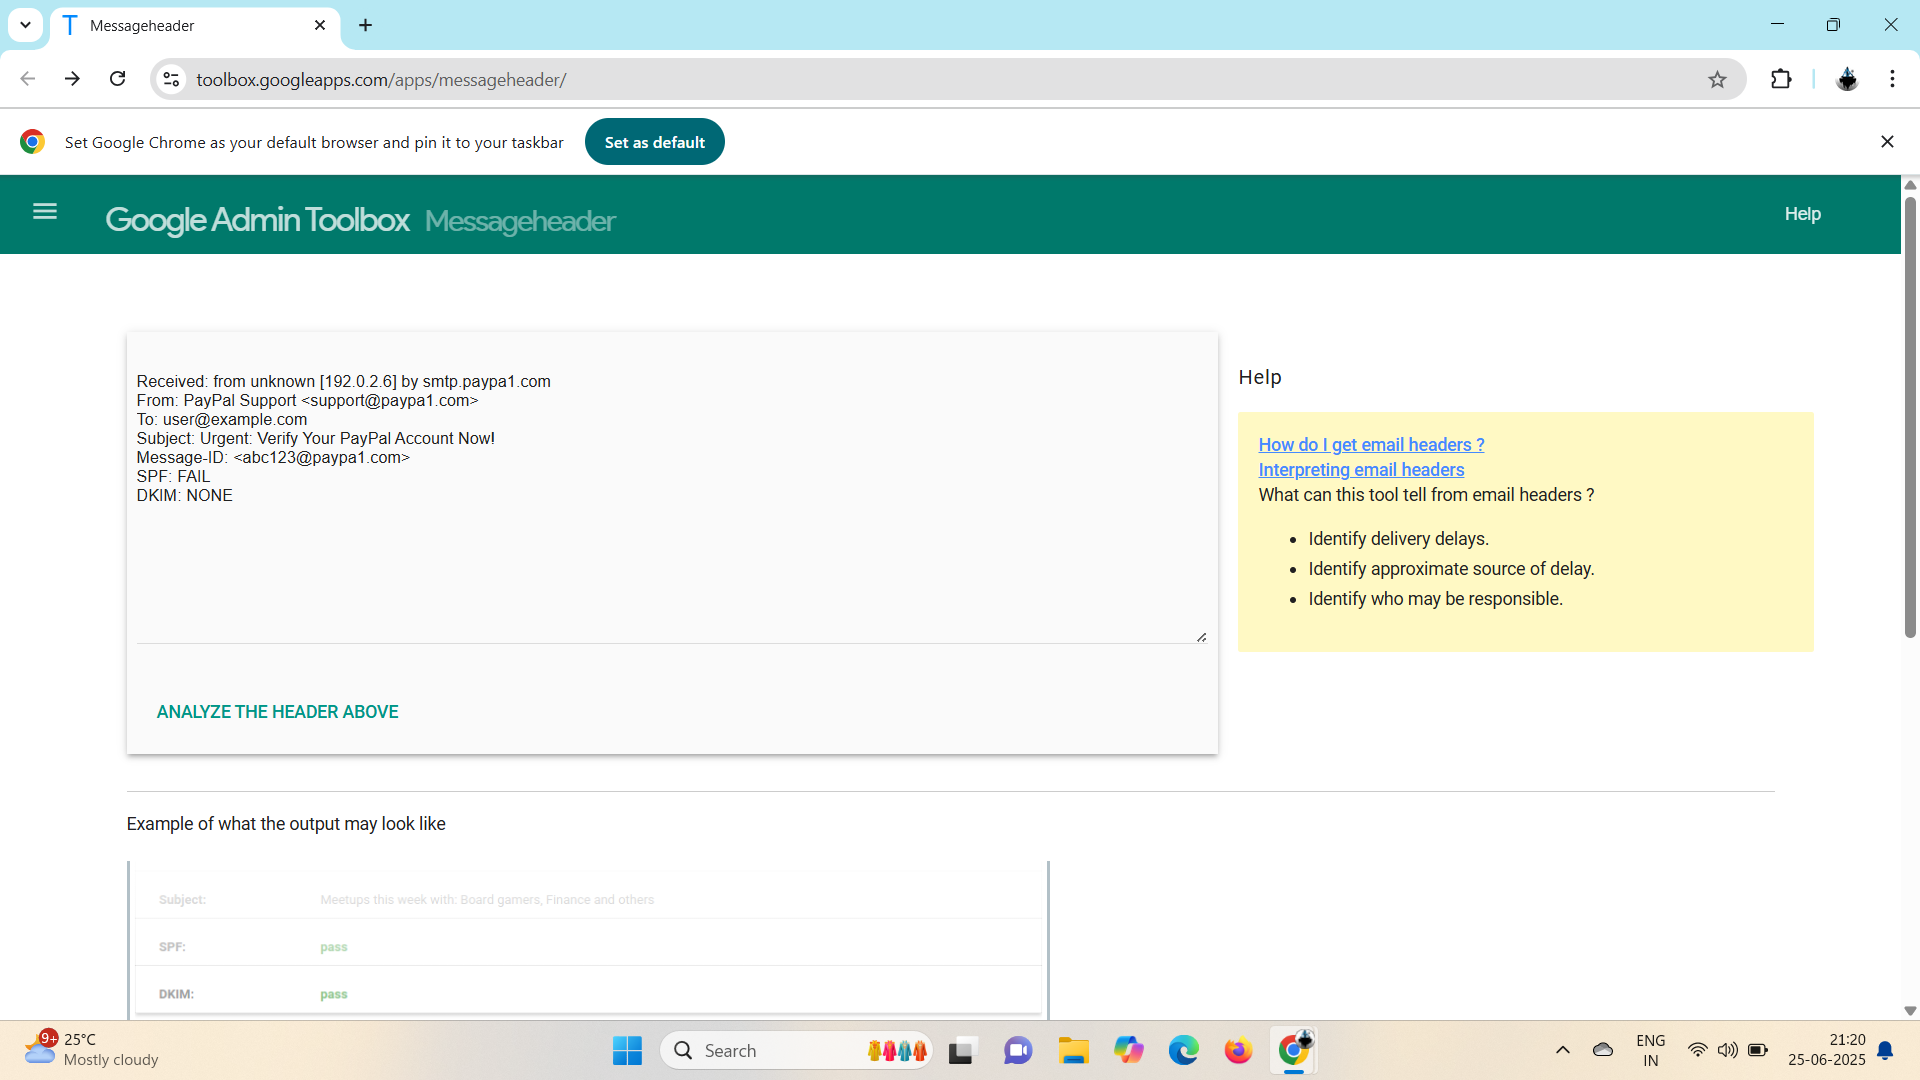 Messageheader
toolbox.googleapps.com/apps/messageheader/
Set Google Chrome as your default browser and pin it to your taskbar
Set as default
Google Admin Toolbox Messageheader
Help
Received: from unknown [192.0.2.6] by smtp.paypa1.com
From: PayPal Support <support@paypa1.com>
To: user@example.com
Subject: Urgent: Verify Your PayPal Account Now!
Message-ID: <abc123@paypa1.com>
SPF: FAIL
DKIM: NONE
ANALYZE THE HEADER ABOVE
Help
How do I get email headers ?
Interpreting email headers
What can this tool tell from email headers ?
• Identify delivery delays.
• Identify approximate source of delay.
• Identify who may be responsible.
Example of what the output may look like
Subject: Meetups this week with: Board gamers, Finance and others
SPF: pass
DKIM: pass
9+
25°C
Mostly cloudy
Search
ENG
IN
21:20
25-06-2025